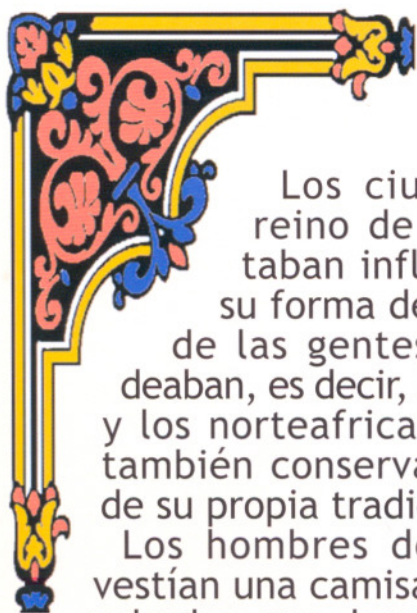 Los ciu
reino de
taban infl
su forma de
de las gentes
deaban, es decir,
y los norteafrica
también conserva
de su propia tradi
Los hombres de
vestían una camisa